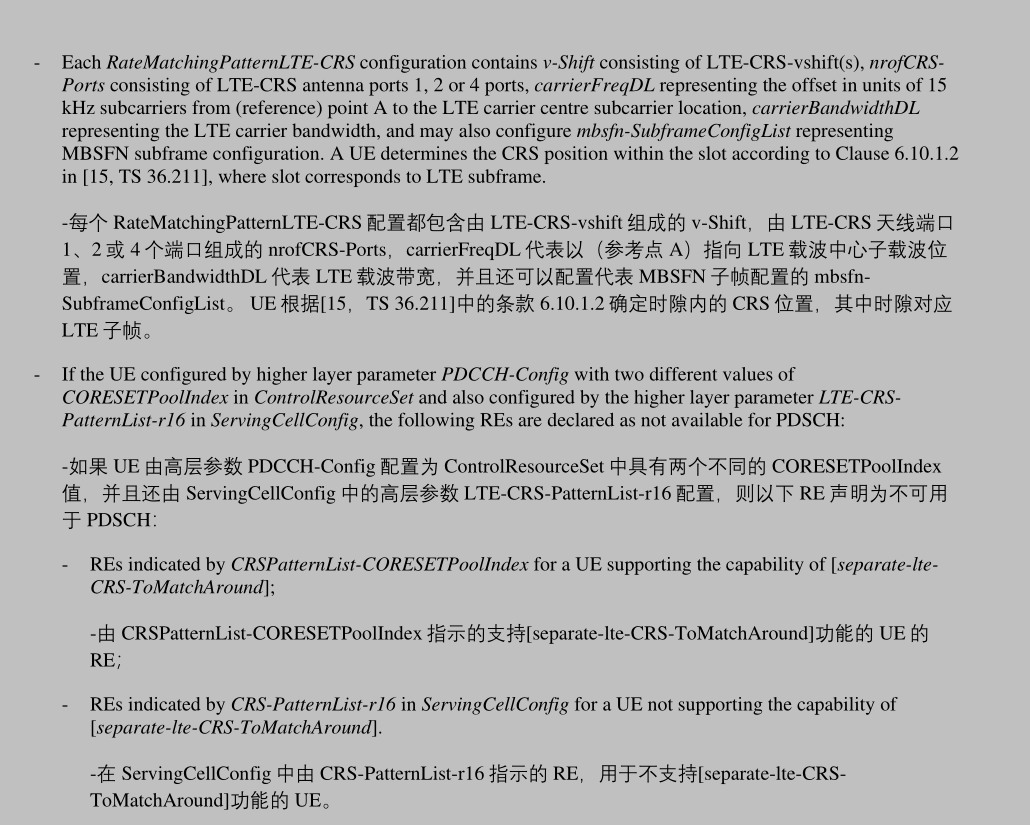 - Each RateMatchingPatternLTE-CRS configuration contains v-Shift consisting of LTE-CRS-vshift(s), nrofCRS-
Ports consisting of LTE-CRS antenna ports 1, 2 or 4 ports, carrierFreqDL representing the offset in units of 15
kHz subcarriers from (reference) point A to the LTE carrier centre subcarrier location, carrierBandwidthDL
representing the LTE carrier bandwidth, and may also configure mbsfn-SubframeConfigList representing
MBSFN subframe configuration. A UE determines the CRS position within the slot according to Clause 6.10.1.2
in [15, TS 36.211], where slot corresponds to LTE subframe.
-每个 RateMatchingPatternLTE-CRS 配置都包含由 LTE-CRS-vshift 组成的 v-Shift，由 LTE-CRS 天线端口
1、2 或 4 个端口组成的 nrofCRS-Ports，carrierFreqDL 代表以（参考点 A）指向 LTE 载波中心子载波位
置，carrierBandwidthDL 代表 LTE 载波带宽，并且还可以配置代表 MBSFN 子帧配置的 mbsfn-
SubframeConfigList。 UE 根据[15，TS 36.211]中的条款 6.10.1.2 确定时隙内的 CRS 位置，其中时隙对应
LTE 子帧。
- If the UE configured by higher layer parameter PDCCH-Config with two different values of
CORESETPoolIndex in ControlResourceSet and also configured by the higher layer parameter LTE-CRS-
PatternList-r16 in ServingCellConfig, the following REs are declared as not available for PDSCH:
-如果 UE 由高层参数 PDCCH-Config 配置为 ControlResourceSet 中具有两个不同的 CORESETPoolIndex
值，并且还由 ServingCellConfig 中的高层参数 LTE-CRS-PatternList-r16 配置，则以下 RE 声明为不可用
于 PDSCH：
- REs indicated by CRSPatternList-CORESETPoolIndex for a UE supporting the capability of [separate-lte-
CRS-ToMatchAround];
-由 CRSPatternList-CORESETPoolIndex 指示的支持[separate-lte-CRS-ToMatchAround]功能的 UE 的
RE；
- REs indicated by CRS-PatternList-r16 in ServingCellConfig for a UE not supporting the capability of
[separate-lte-CRS-ToMatchAround].
-在 ServingCellConfig 中由 CRS-PatternList-r16 指示的 RE，用于不支持[separate-lte-CRS-
ToMatchAround]功能的 UE。